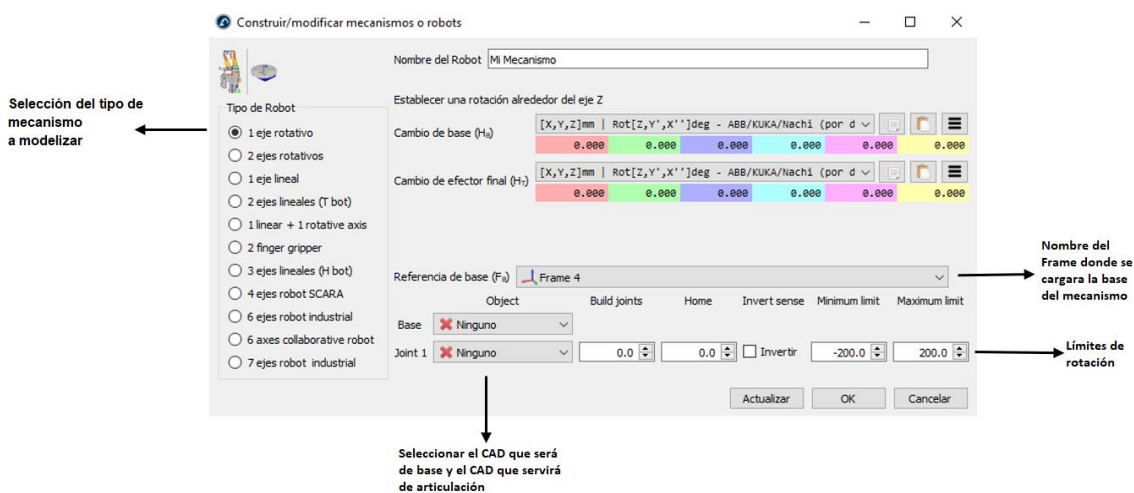 Construir/modificar mecanismos o robots
Nombre del Robot Mi Mecanismo
Selección del tipo de
mecanismo
a modelizar
Tipo de Robot
1 eje rotativo
2 ejes rotativos
1 eje lineal
2 ejes lineales (T bot)
1 linear + 1 rotative axis
2 finger gripper
3 ejes lineales (H bot)
4 ejes robot SCARA
6 ejes robot industrial
6 axes collaborative robot
7 ejes robot industrial
Establecer una rotación alrededor del eje Z
Cambio de base (H_B)
[X,Y,Z]mm | Rot[Z,Y',X'']deg - ABB/KUKA/Nachi (por d
0.000 0.000 0.000 0.000 0.000 0.000
Cambio de efector final (H_T)
[X,Y,Z]mm | Rot[Z,Y',X'']deg - ABB/KUKA/Nachi (por d
0.000 0.000 0.000 0.000 0.000 0.000
Referencia de base (F_B) Frame 4
Nombre del
Frame donde se
cargara la base
del mecanismo
Object Build joints Home Invert sense Minimum limit Maximum limit
Base Ninguno
Joint 1 Ninguno 0.0 0.0 Invertir -200.0 200.0
Límites de
rotación
Actualizar OK Cancelar
Seleccionar el CAD que será
de base y el CAD que servirá
de articulación